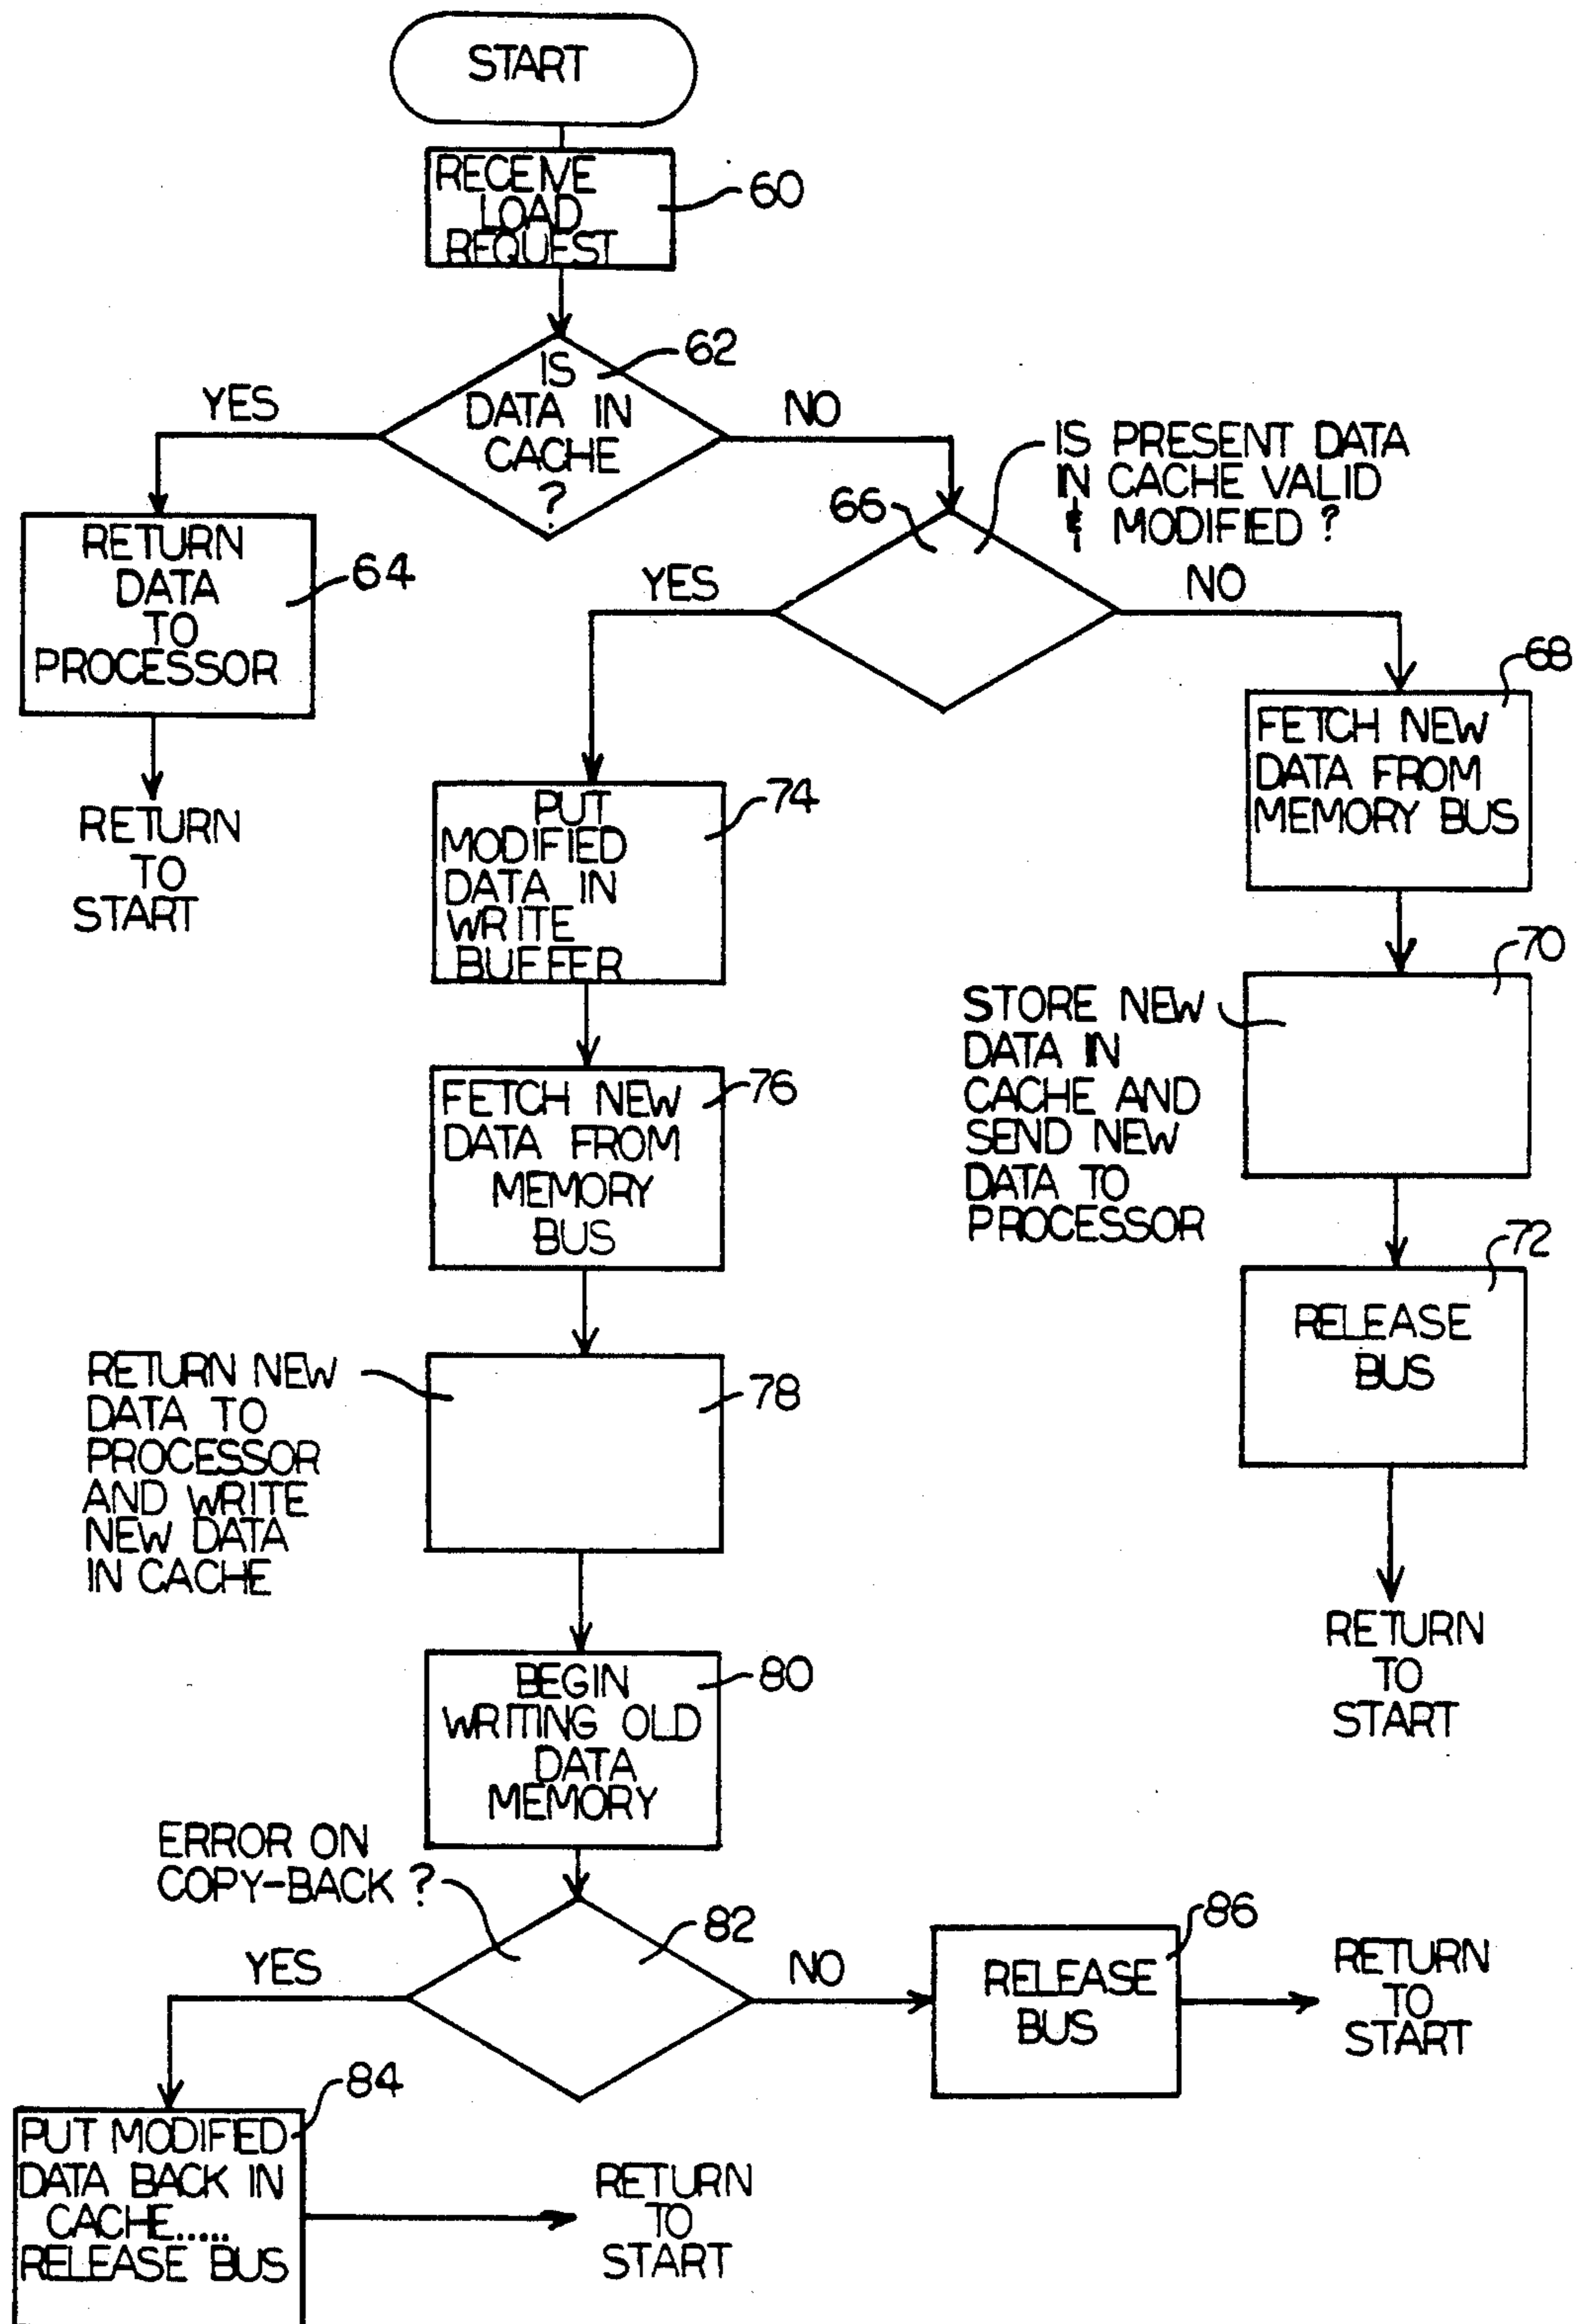 START
RECEIVE
LOAD
REQUEST
60
IS
DATA IN
CACHE
?
62
YES
NO
RETURN
DATA
TO
PROCESSOR
64
RETURN
TO
START
IS PRESENT DATA
IN CACHE VALID
& MODIFIED ?
66
YES
NO
FETCH NEW
DATA FROM
MEMORY BUS
68
STORE NEW
DATA IN
CACHE AND
SEND NEW
DATA TO
PROCESSOR
70
RELEASE
BUS
72
RETURN
TO
START
PUT
MODIFIED
DATA IN
WRITE
BUFFER
74
FETCH NEW
DATA FROM
MEMORY
BUS
76
RETURN NEW
DATA TO
PROCESSOR
AND WRITE
NEW DATA
IN CACHE
78
BEGIN
WRITING OLD
DATA
MEMORY
80
ERROR ON
COPY-BACK ?
82
YES
NO
RELEASE
BUS
86
RETURN
TO
START
PUT MODIFIED
DATA BACK IN
CACHE.....
RELEASE BUS
84
RETURN
TO
START